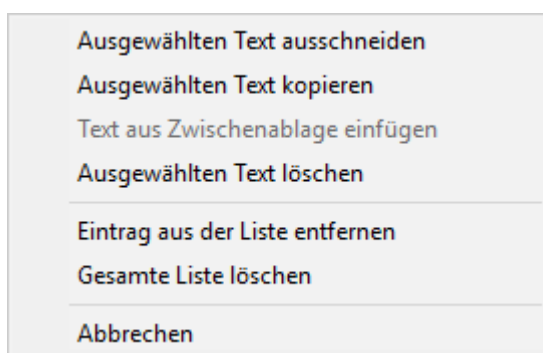 Ausgewählten Text ausschneiden
Ausgewählten Text kopieren
Text aus Zwischenablage einfügen
Ausgewählten Text löschen
Eintrag aus der Liste entfernen
Gesamte Liste löschen
Abbrechen